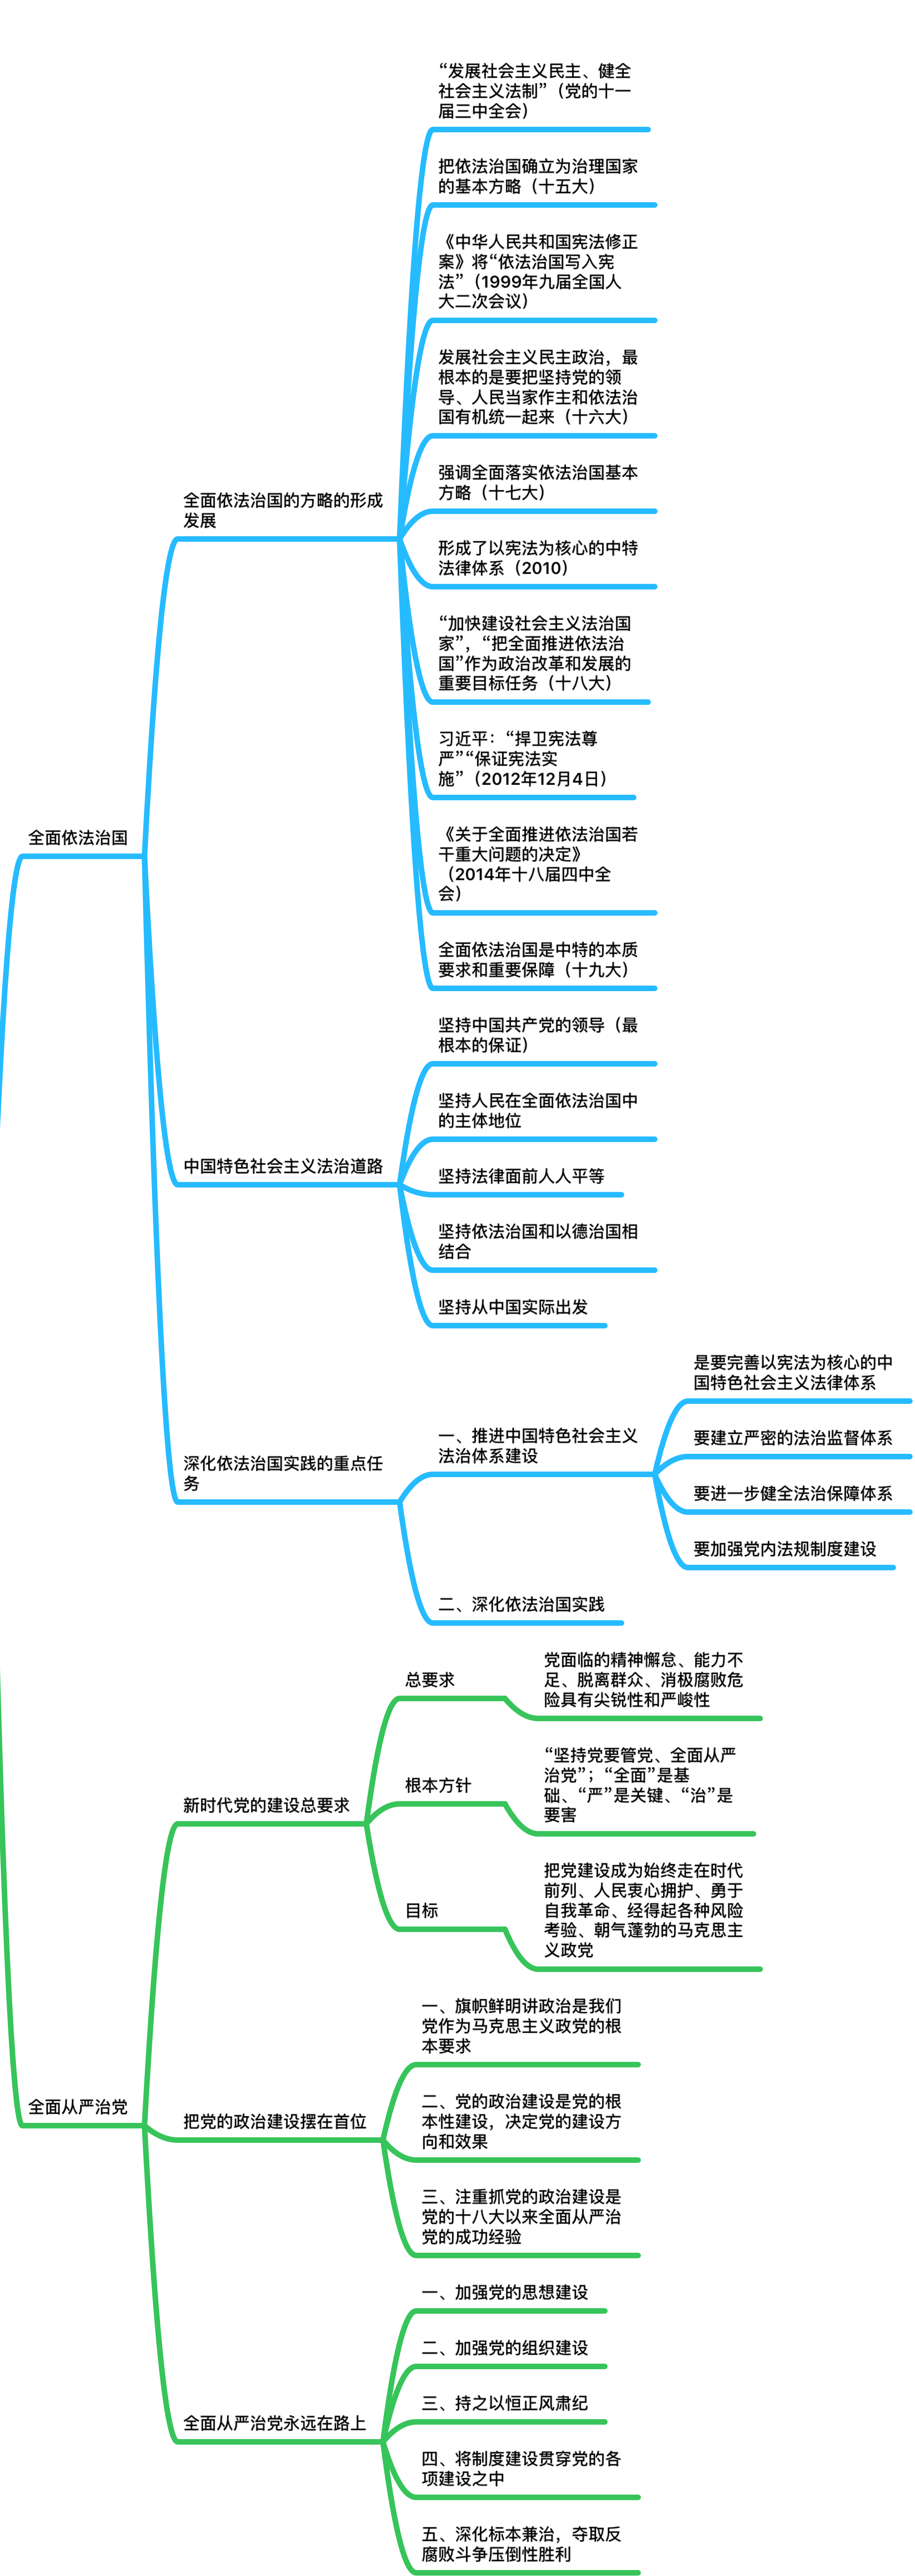 “发展社会主义民主、健全
社会主义法制”（党的十一
届三中全会）
把依法治国确立为治理国家
的基本方略（十五大）
《中华人民共和国宪法修正
案》将“依法治国写入宪
法”（1999年九届全国人
大二次会议）
发展社会主义民主政治，最
根本的是要把坚持党的领
导、人民当家作主和依法治
国有机统一起来（十六大）
强调全面落实依法治国基本
方略（十七大）
全面依法治国的方略的形成
发展
形成了以宪法为核心的中特
法律体系（2010）
“加快建设社会主义法治国
家”，“把全面推进依法治
国”作为政治改革和发展的
重要目标任务（十八大）
习近平：“捍卫宪法尊
严”“保证宪法实
施”（2012年12月4日）
全面依法治国
《关于全面推进依法治国若
干重大问题的决定》
（2014年十八届四中全
会）
全面依法治国是中特的本质
要求和重要保障（十九大）
坚持中国共产党的领导（最
根本的保证）
坚持人民在全面依法治国中
的主体地位
中国特色社会主义法治道路
坚持法律面前人人平等
坚持依法治国和以德治国相
结合
坚持从中国实际出发
是要完善以宪法为核心的中
国特色社会主义法律体系
一、推进中国特色社会主义
法治体系建设
要建立严密的法治监督体系
深化依法治国实践的重点任
务
要进一步健全法治保障体系
要加强党内法规制度建设
二、深化依法治国实践
总要求
党面临的精神懈怠、能力不
足、脱离群众、消极腐败危
险具有尖锐性和严峻性
新时代党的建设总要求
根本方针
“坚持党要管党、全面从严
治党”；“全面”是基
础、“严”是关键、“治”是
要害
目标
把党建设成为始终走在时代
前列、人民衷心拥护、勇于
自我革命、经得起各种风险
考验、朝气蓬勃的马克思主
义政党
一、旗帜鲜明讲政治是我们
党作为马克思主义政党的根
本要求
全面从严治党
把党的政治建设摆在首位
二、党的政治建设是党的根
本性建设，决定党的建设方
向和效果
三、注重抓党的政治建设是
党的十八大以来全面从严治
党的成功经验
一、加强党的思想建设
二、加强党的组织建设
全面从严治党永远在路上
三、持之以恒正风肃纪
四、将制度建设贯穿党的各
项建设之中
五、深化标本兼治，夺取反
腐败斗争压倒性胜利